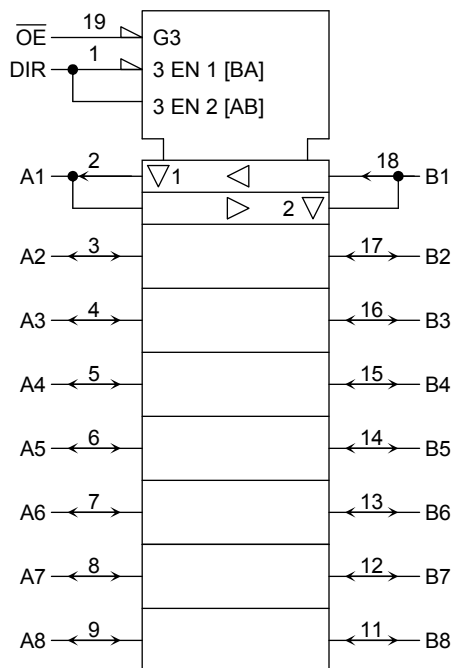 19
O̅E̅ G3
1
DIR 3 EN 1 [BA]
3 EN 2 [AB]
A1 2 1 18 B1
2
A2 3 17 B2
A3 4 16 B3
A4 5 15 B4
A5 6 14 B5
A6 7 13 B6
A7 8 12 B7
A8 9 11 B8